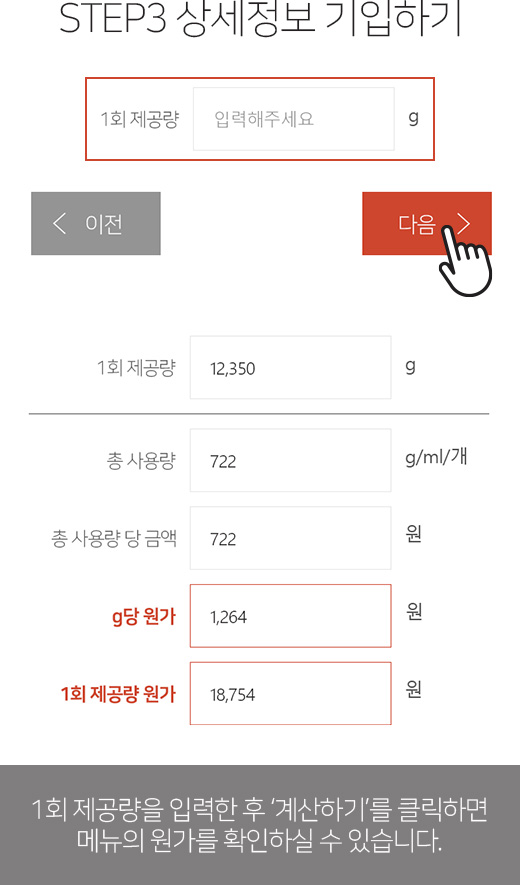 STEP3 상세정보 기입하기
1회 제공량 입력해주세요 g
이전 다음
1회 제공량 12,350 g
총 사용량 722 g/ml/개
총 사용량 당 금액 722 원
g당 원가 1,264 원
1회 제공량 원가 18,754 원
1회 제공량을 입력한 후 ‘계산하기’를 클릭하면
메뉴의 원가를 확인하실 수 있습니다.